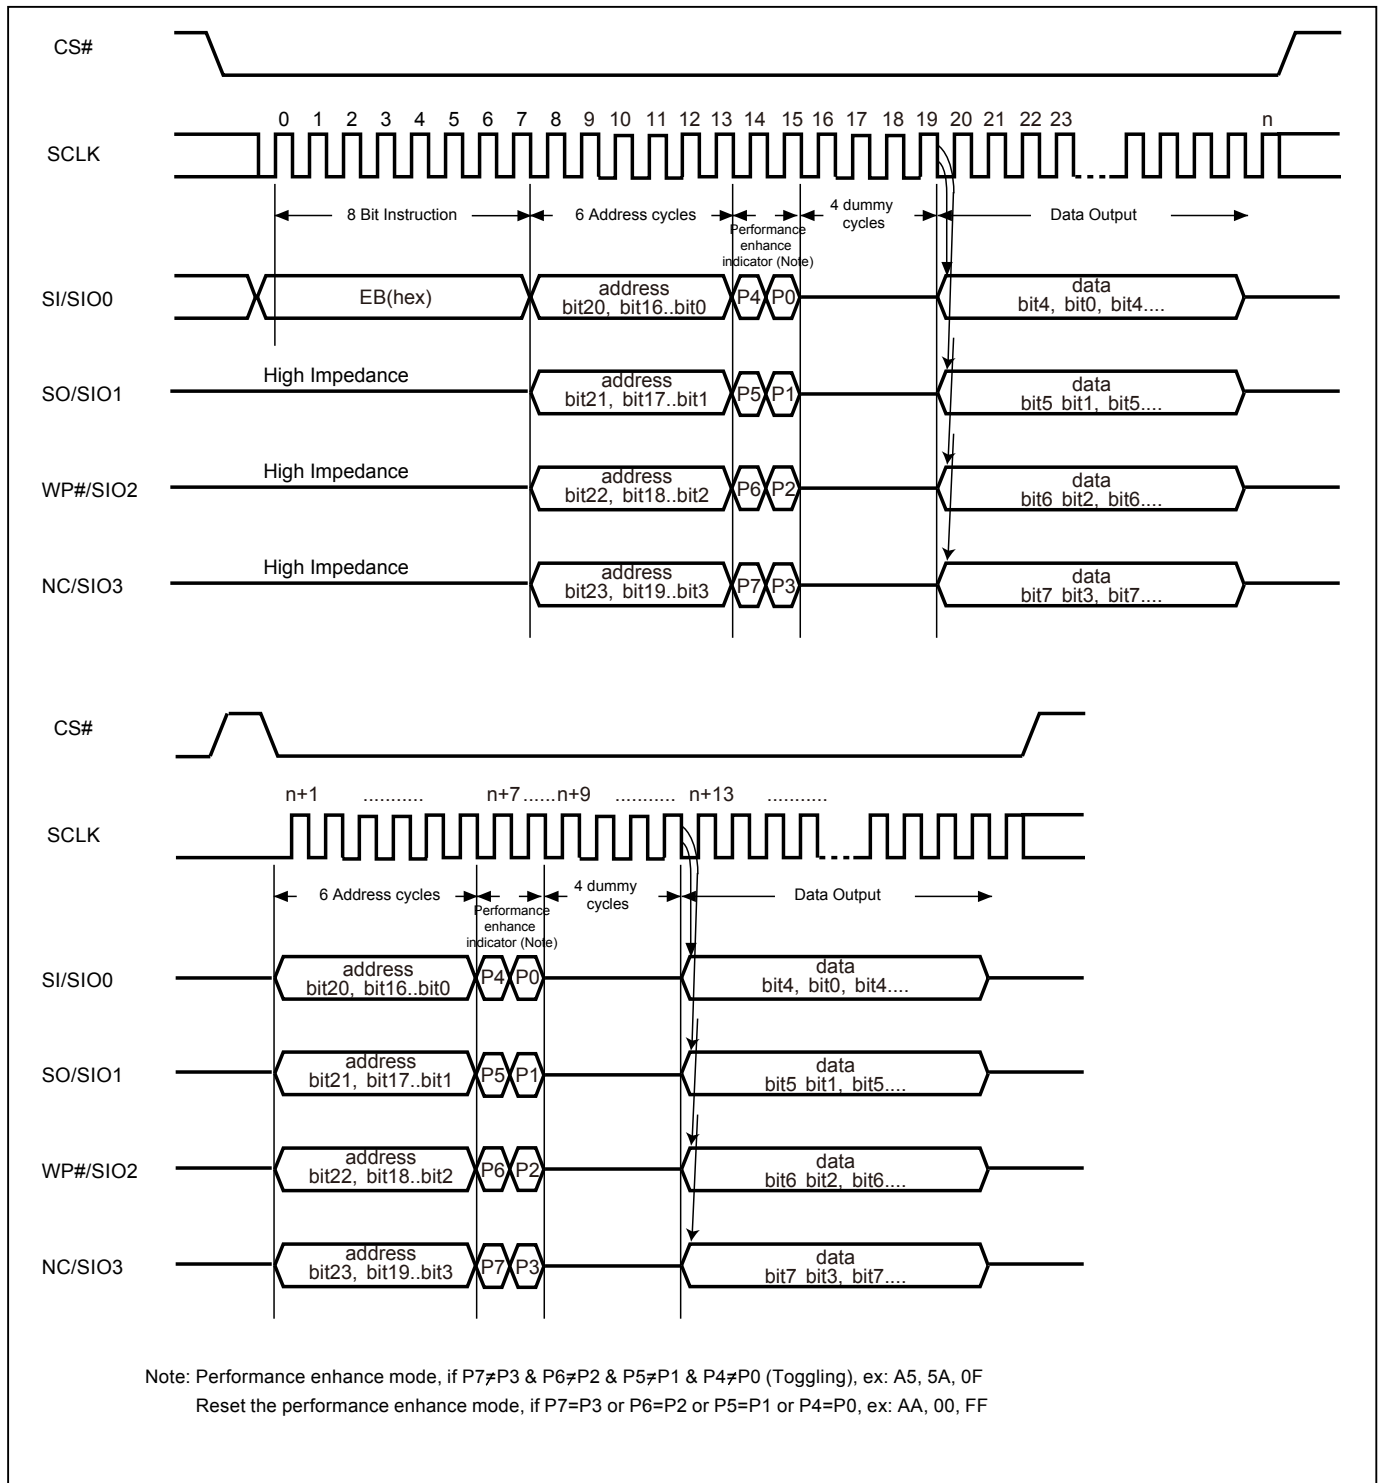 CS#
0 1 2 3 4 5 6 7 8 9 10 11 12 13 14 15 16 17 18 19 20 21 22 23 n
SCLK
8 Bit Instruction 6 Address cycles 4 dummy cycles Data Output
Performance enhance indicator (Note)
SI/SIO0 EB(hex) address bit20, bit16..bit0 P4 P0 data bit4, bit0, bit4....
SO/SIO1 High Impedance address bit21, bit17..bit1 P5 P1 data bit5 bit1, bit5....
WP#/SIO2 High Impedance address bit22, bit18..bit2 P6 P2 data bit6 bit2, bit6....
NC/SIO3 High Impedance address bit23, bit19..bit3 P7 P3 data bit7 bit3, bit7....
CS#
n+1 ........... n+7 ...... n+9 ........... n+13 ...........
SCLK
6 Address cycles 4 dummy cycles Data Output
Performance enhance indicator (Note)
SI/SIO0 address bit20, bit16..bit0 P4 P0 data bit4, bit0, bit4....
SO/SIO1 address bit21, bit17..bit1 P5 P1 data bit5 bit1, bit5....
WP#/SIO2 address bit22, bit18..bit2 P6 P2 data bit6 bit2, bit6....
NC/SIO3 address bit23, bit19..bit3 P7 P3 data bit7 bit3, bit7....
Note: Performance enhance mode, if P7≠P3 & P6≠P2 & P5≠P1 & P4≠P0 (Toggling), ex: A5, 5A, 0F
Reset the performance enhance mode, if P7=P3 or P6=P2 or P5=P1 or P4=P0, ex: AA, 00, FF